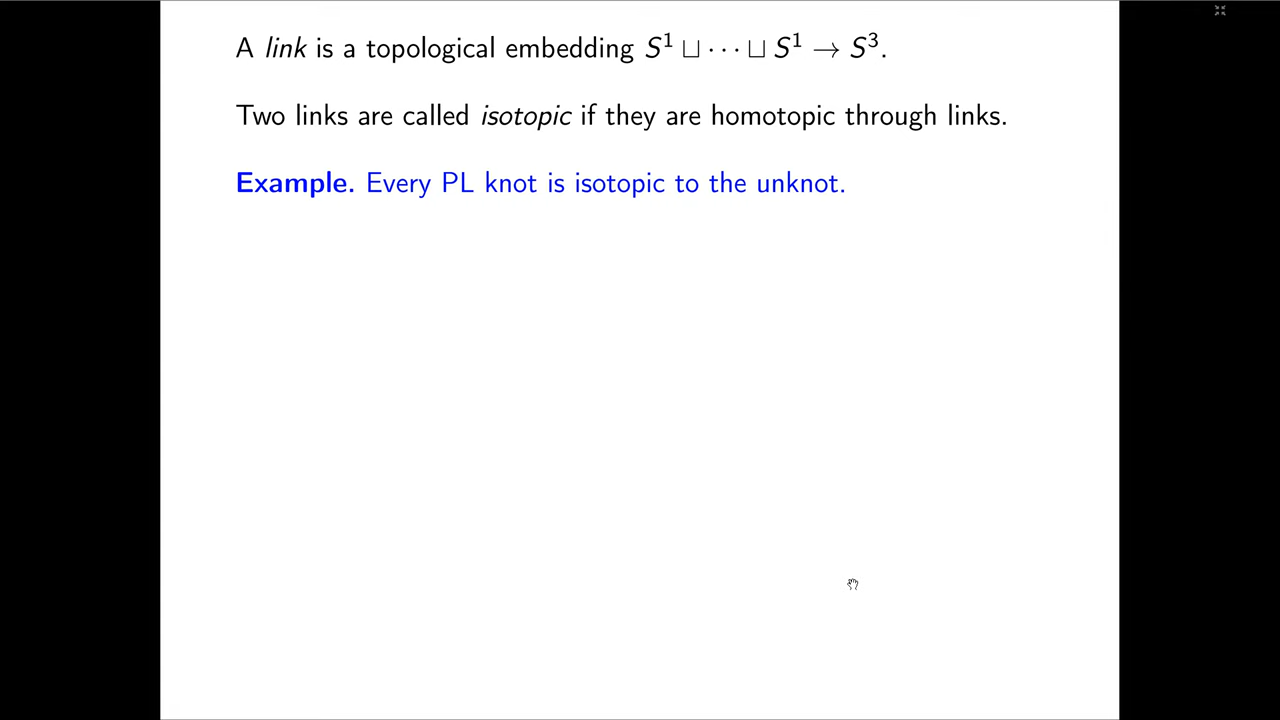 A link is a topological embedding S¹ ⊔ ⋯ ⊔ S¹ → S³.
Two links are called isotopic if they are homotopic through links.
Example. Every PL knot is isotopic to the unknot.